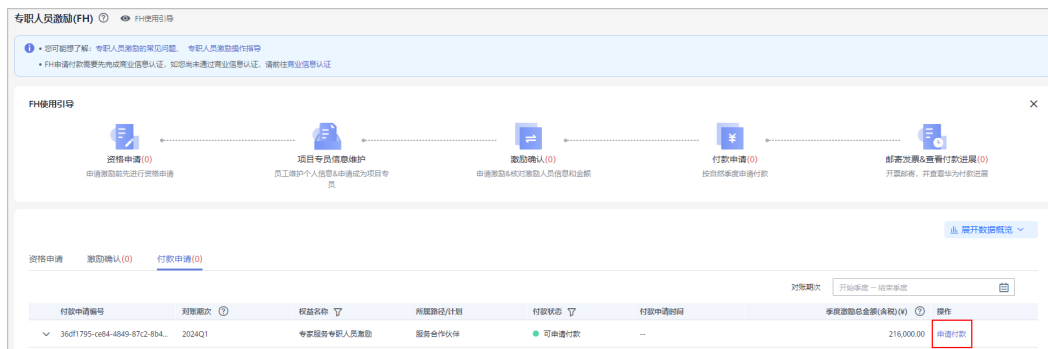 专职人员激励(FH) ? FH使用引导
• 您可能想了解：专职人员激励的常见问题、 专职人员激励操作指导
• FH申请付款需要先完成商业信息认证，如您尚未通过商业信息认证，请前往商业信息认证
FH使用引导
资格申请(0) 项目专员信息维护 激励确认(0) 付款申请(0) 邮寄发票&查看付款进展(0)
申请激励前先进行资格申请 员工维护个人信息&申请成为项目专 申请激励&核对激励人员信息和金额 按自然季度申请付款 开票邮寄，并查看华为付款进展
员
展开数据概览
资格申请 激励确认(0) 付款申请(0)
对账期次 开始季度 – 结束季度
付款申请编号 对账期次 ? 权益名称 所属路径/计划 付款状态 付款申请时间 季度激励总金额(含税)(¥) ? 操作
36df1795-ce84-4849-87c2-8b4... 2024Q1 专家服务专职人员激励 服务合作伙伴 可申请付款 -- 216,000.00 申请付款